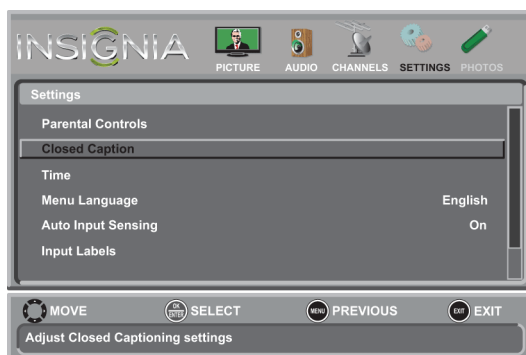 INSIGNIA
PICTURE AUDIO CHANNELS SETTINGS PHOTOS
Settings
Parental Controls
Closed Caption
Time
Menu Language English
Auto Input Sensing On
Input Labels
MOVE OK ENTER SELECT MENU PREVIOUS EXIT EXIT
Adjust Closed Captioning settings